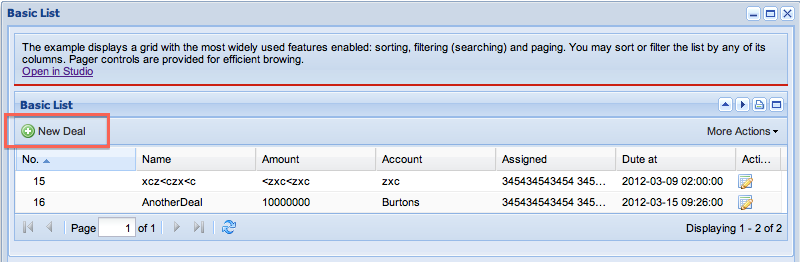 Basic List
The example displays a grid with the most widely used features enabled: sorting, filtering (searching) and paging. You may sort or filter the list by any of its
columns. Pager controls are provided for efficient browing.
Open in Studio
Basic List
New Deal More Actions
No. Name Amount Account Assigned Date at Acti...
15 xcz<czx<c <zxc<zxc zxc 345434543454 345... 2012-03-09 02:00:00
16 AnotherDeal 10000000 Burtons 345434543454 345... 2012-03-15 09:26:00
Page 1 of 1 Displaying 1 - 2 of 2